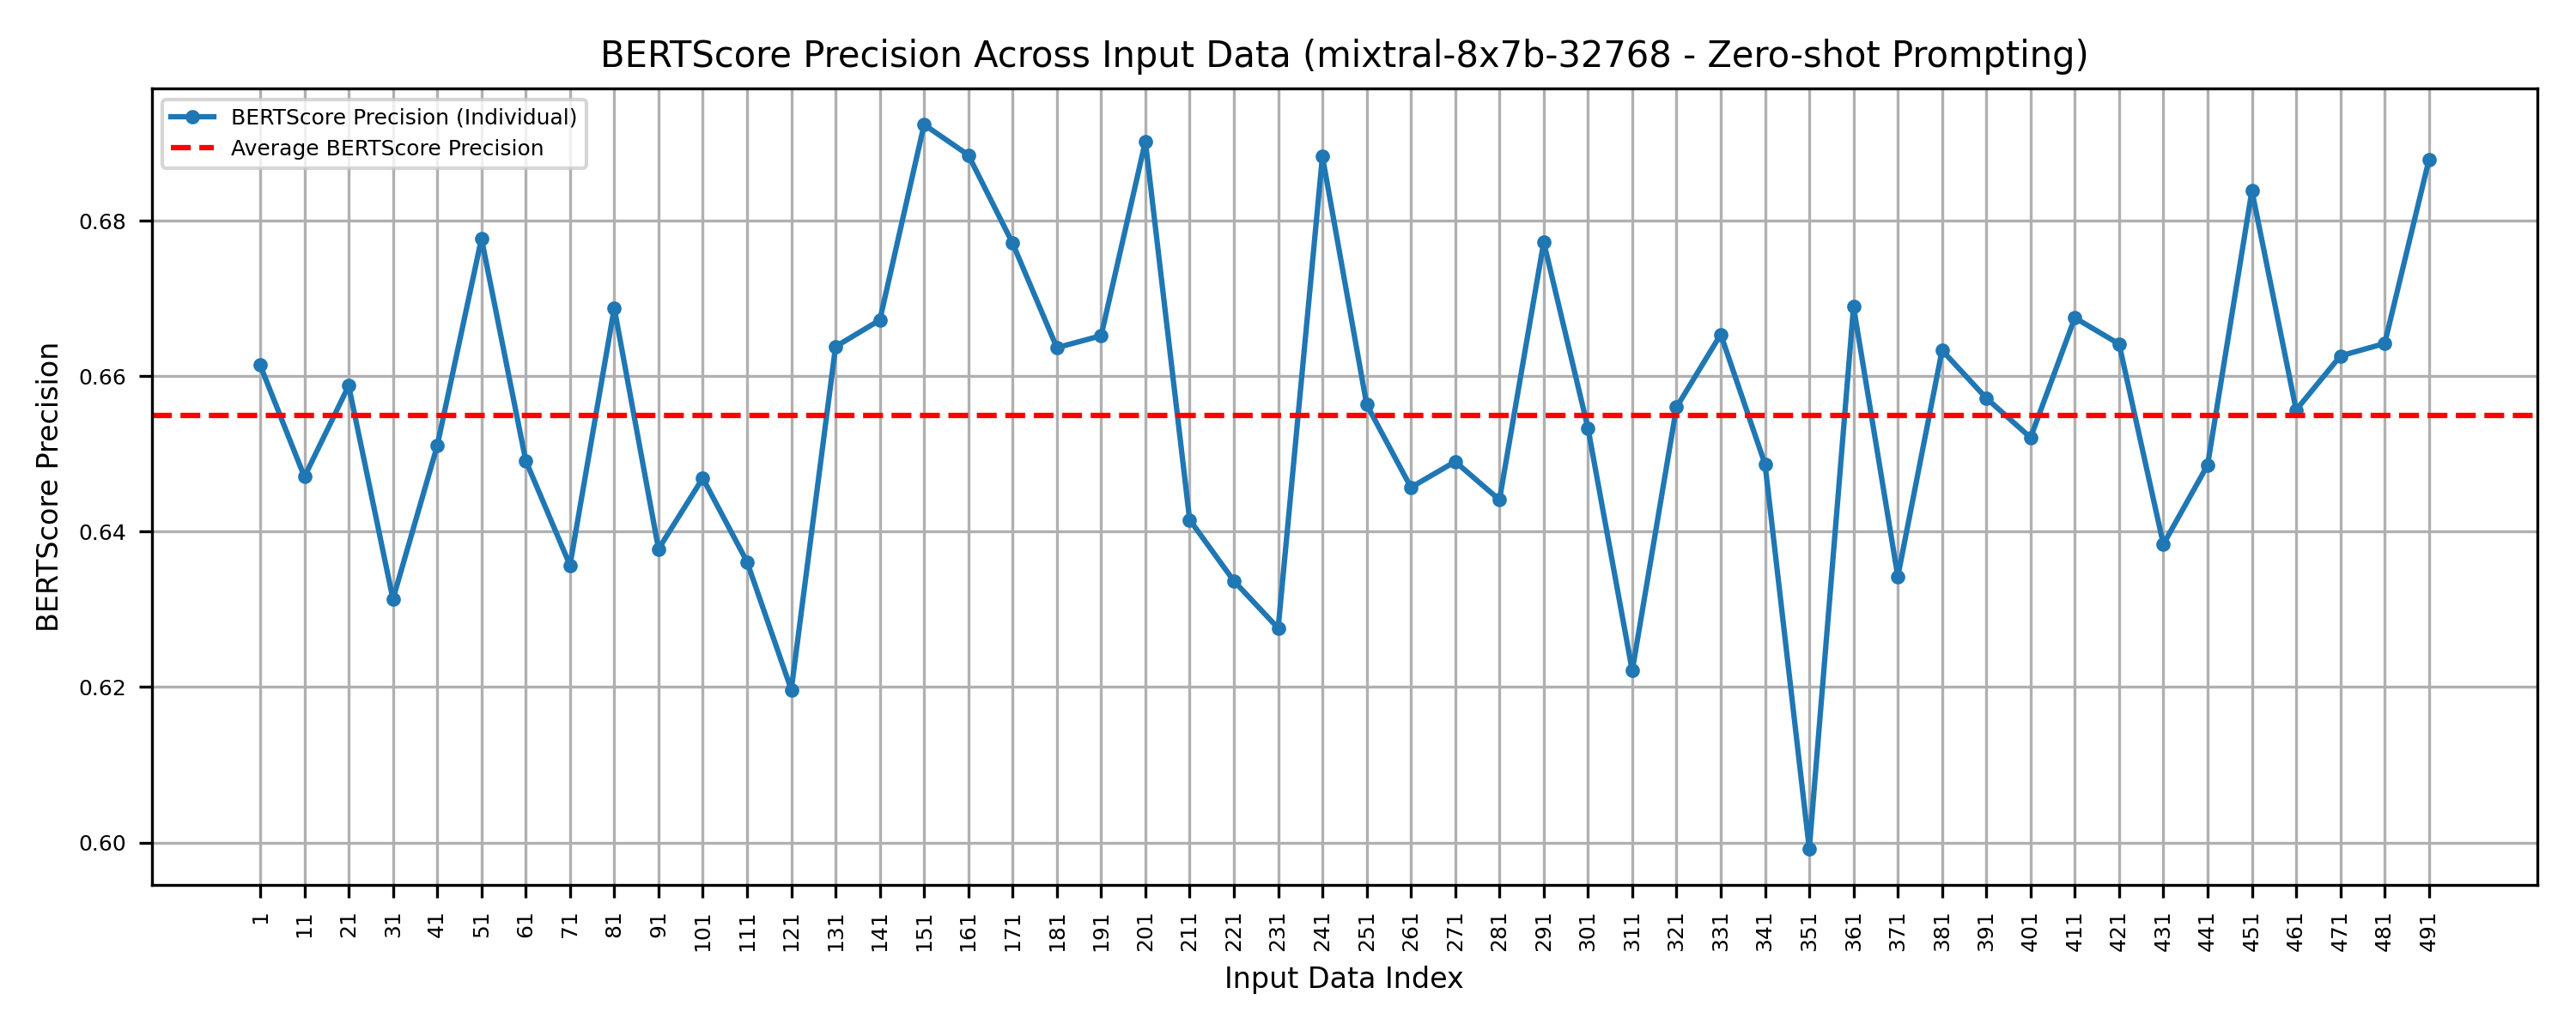 BERTScore Precision Across Input Data (mixtral-8x7b-32768 - Zero-shot Prompting)
BERTScore Precision (Individual)
Average BERTScore Precision
BERTScore Precision
0.68
0.66
0.64
0.62
0.60
1 11 21 31 41 51 61 71 81 91 101 111 121 131 141 151 161 171 181 191 201 211 221 231 241 251 261 271 281 291 301 311 321 331 341 351 361 371 381 391 401 411 421 431 441 451 461 471 481 491
Input Data Index